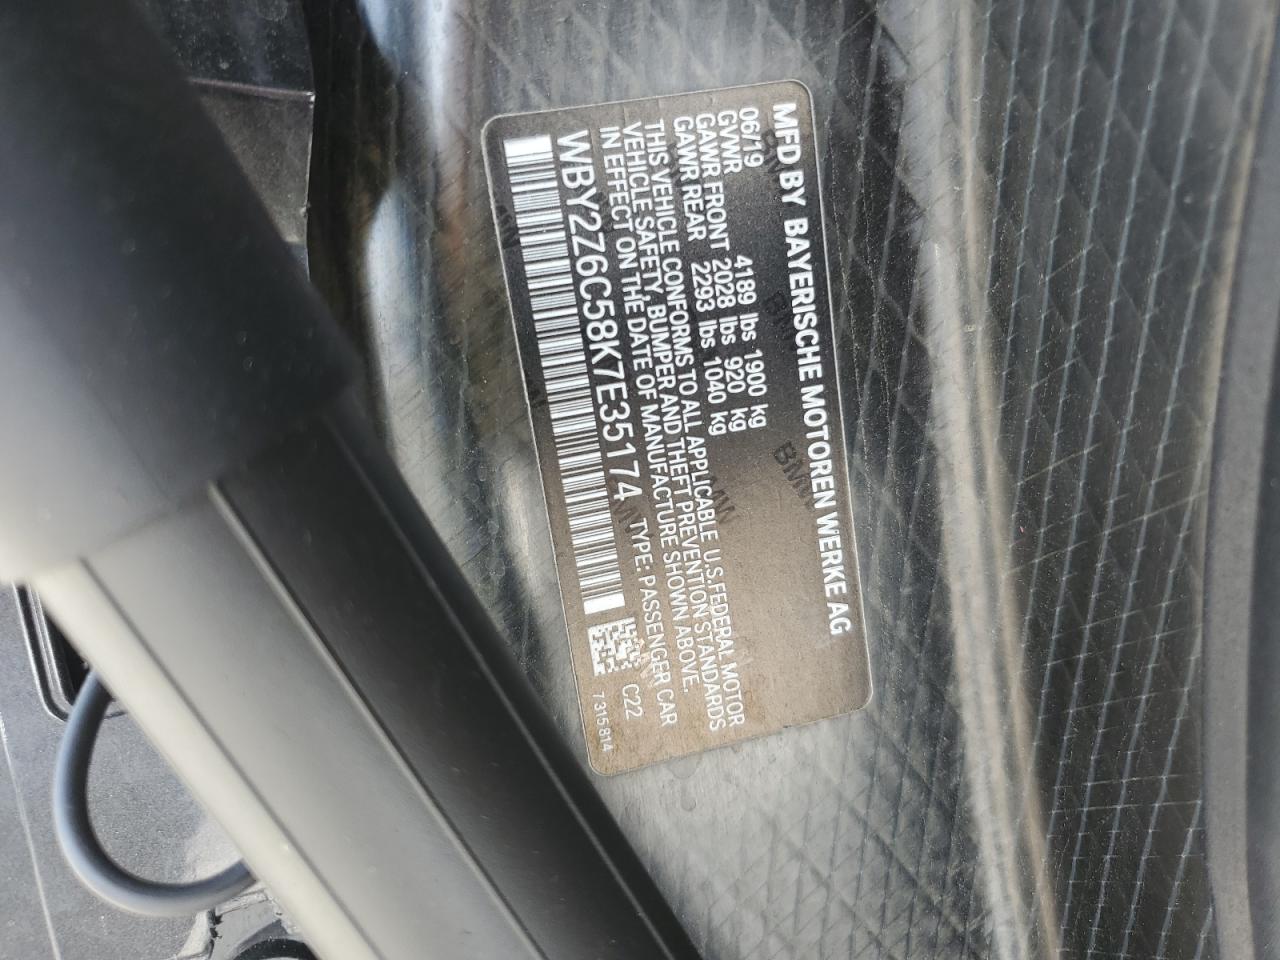 MFD BY BAYERISCHE MOTOREN WERKE AG
06/19
GVWR 4189 lbs 1900 kg
GAWR FRONT 2028 lbs 920 kg
GAWR REAR 2293 lbs 1040 kg
THIS VEHICLE CONFORMS TO ALL APPLICABLE U.S.FEDERAL MOTOR
VEHICLE SAFETY, BUMPER AND THEFT PREVENTION STANDARDS
IN EFFECT ON THE DATE OF MANUFACTURE SHOWN ABOVE.
WBY2Z6C58K7E35174 TYPE: PASSENGER CAR
C22
7315814
BMW